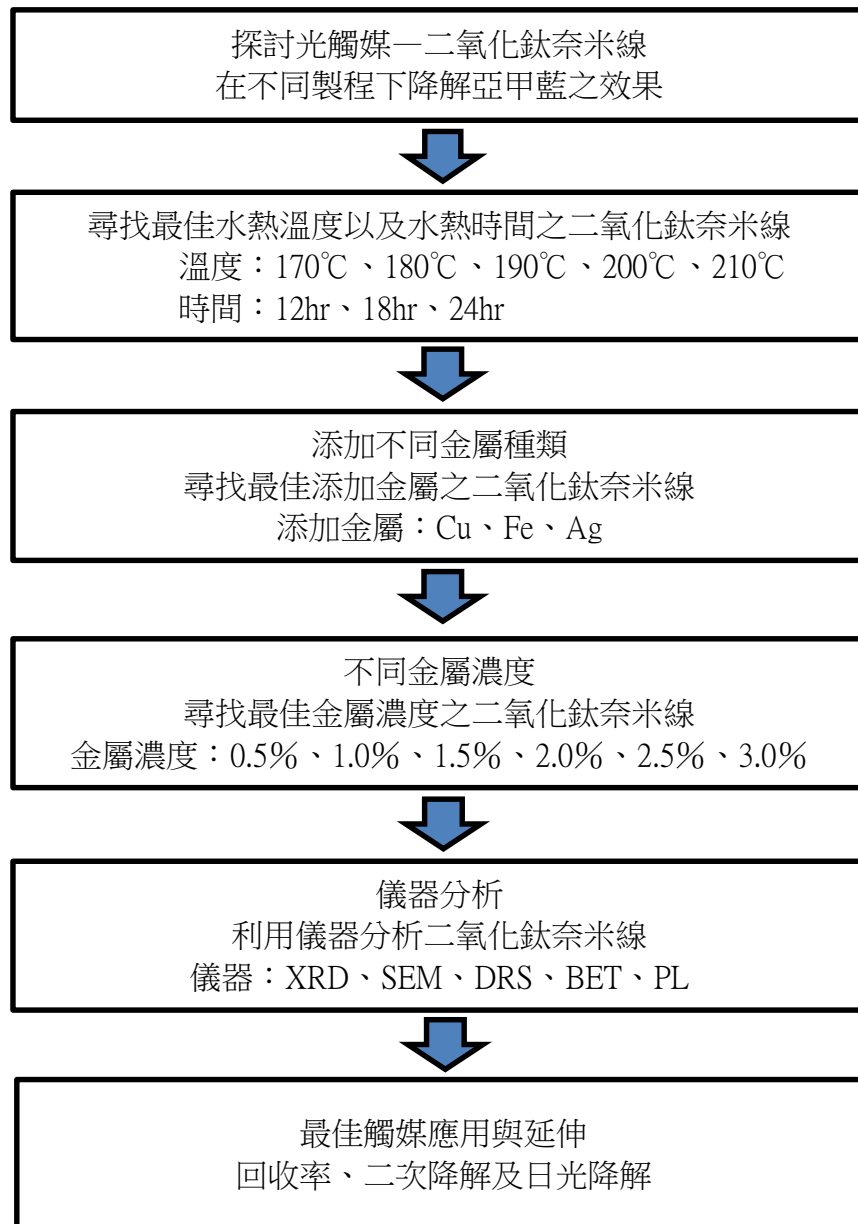 探討光觸媒—二氧化鈦奈米線
在不同製程下降解亞甲藍之效果
尋找最佳水熱溫度以及水熱時間之二氧化鈦奈米線
溫度：170℃、180℃、190℃、200℃、210℃
時間：12hr、18hr、24hr
添加不同金屬種類
尋找最佳添加金屬之二氧化鈦奈米線
添加金屬：Cu、Fe、Ag
不同金屬濃度
尋找最佳金屬濃度之二氧化鈦奈米線
金屬濃度：0.5%、1.0%、1.5%、2.0%、2.5%、3.0%
儀器分析
利用儀器分析二氧化鈦奈米線
儀器：XRD、SEM、DRS、BET、PL
最佳觸媒應用與延伸
回收率、二次降解及日光降解